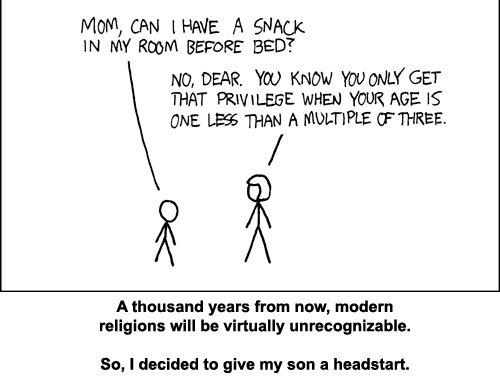 MOM, CAN I HAVE A SNACK
IN MY ROOM BEFORE BED?
NO, DEAR. YOU KNOW YOU ONLY GET
THAT PRIVILEGE WHEN YOUR AGE IS
ONE LESS THAN A MULTIPLE OF THREE.
A thousand years from now, modern
religions will be virtually unrecognizable.
So, I decided to give my son a headstart.